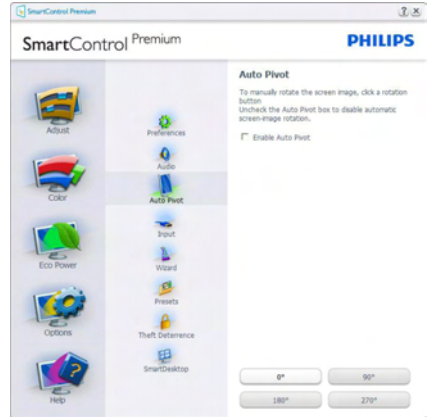 SmartControl Premium
SmartControl Premium
PHILIPS
Adjust
Color
Eco Power
Options
Help
Preferences
Audio
Auto Pivot
Input
Wizard
Presets
Theft Deterrence
SmartDesktop
Auto Pivot
To manually rotate the screen image, click a rotation
button
Uncheck the Auto Pivot box to disable automatic
screen-image rotation.
Enable Auto Pivot
0°
90°
180°
270°